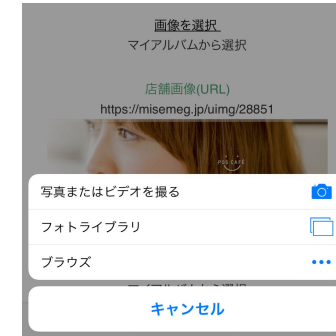 画像を選択
マイアルバムから選択
店舗画像(URL)
https://misemeg.jp/uimg/28851
POS CAFE
写真またはビデオを撮る
フォトライブラリ
ブラウズ
キャンセル